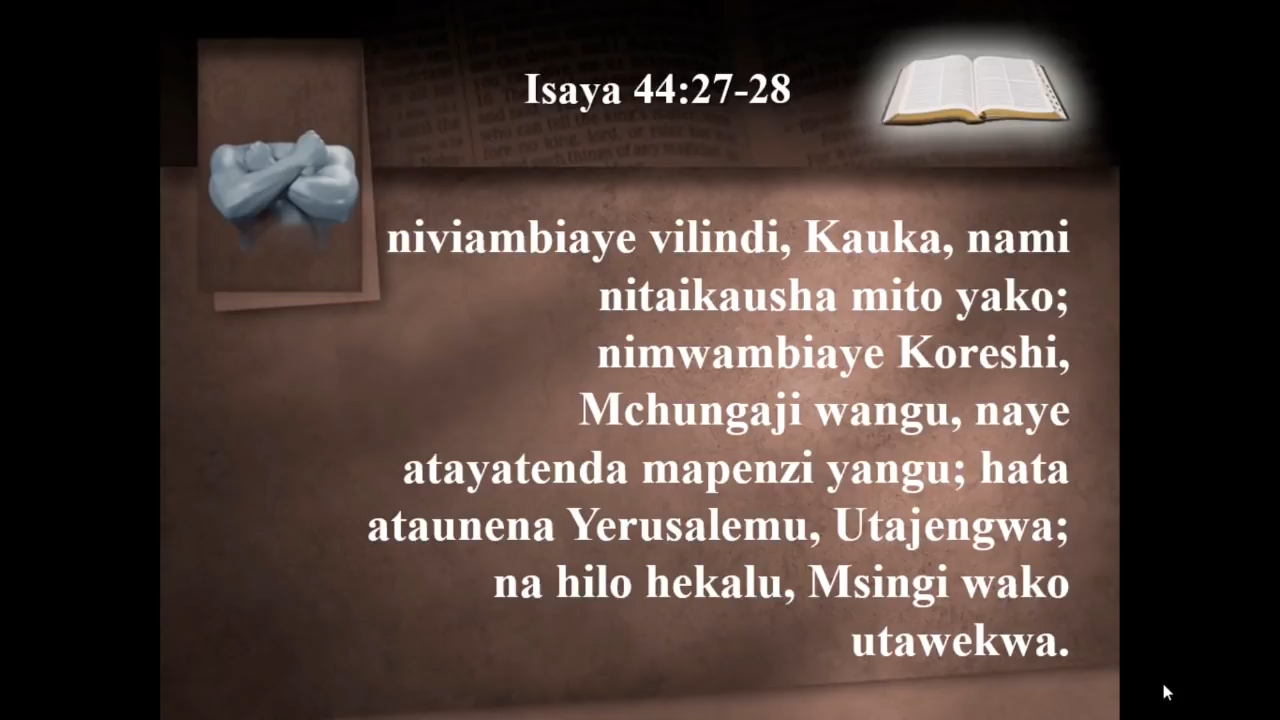 Isaya 44:27-28
niviambiaye vilindi, Kauka, nami
nitaikausha mito yako;
nimwambiaye Koreshi,
Mchungaji wangu, naye
atayatenda mapenzi yangu; hata
ataunena Yerusalemu, Utajengwa;
na hilo hekalu, Msingi wako
utawekwa.